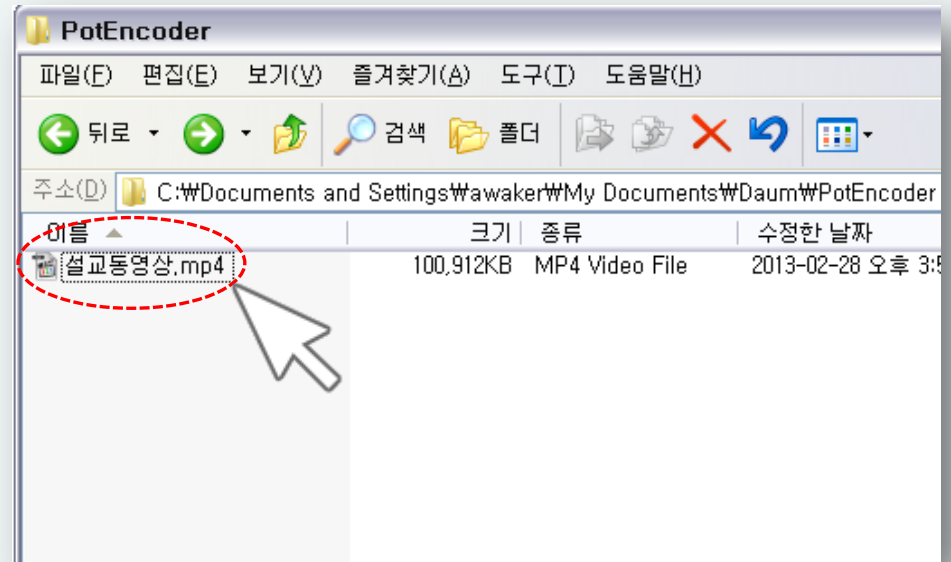 PotEncoder
파일(F) 편집(E) 보기(V) 즐겨찾기(A) 도구(T) 도움말(H)
뒤로 검색 폴더
주소(D) C:₩Documents and Settings₩awaker₩My Documents₩Daum₩PotEncoder
이름 크기 종류 수정한 날짜
설교동영상.mp4 100,912KB MP4 Video File 2013-02-28 오후 3: